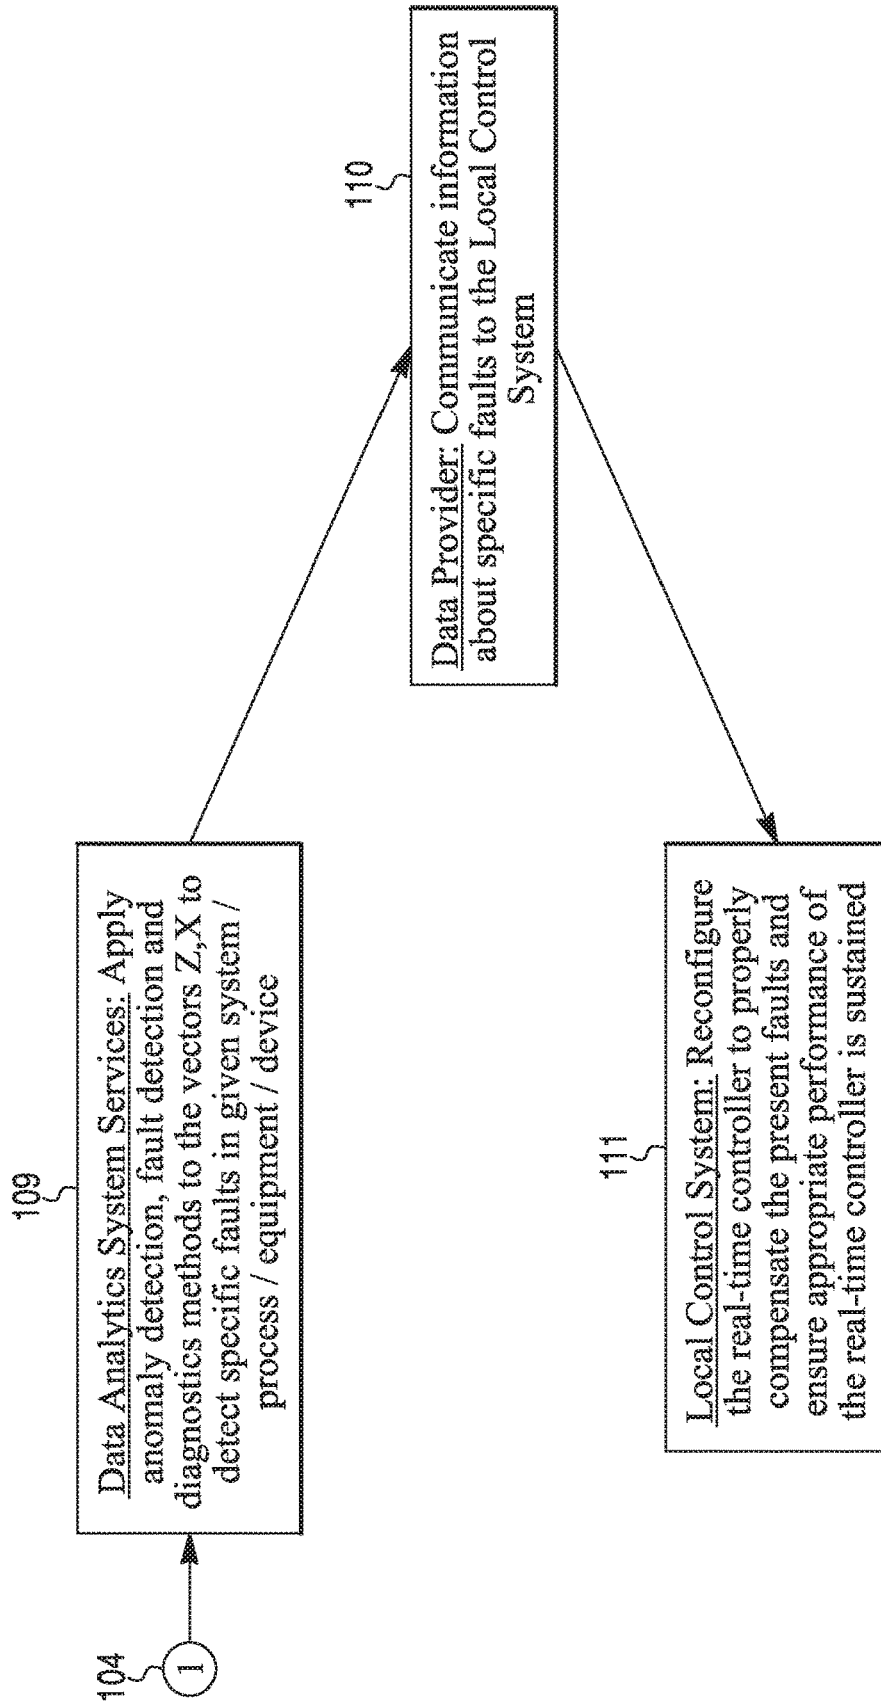 104
1
109
Data Analytics System Services: Apply
anomaly detection, fault detection and
diagnostics methods to the vectors Z,X to
detect specific faults in given system /
process / equipment / device
110
Data Provider: Communicate information
about specific faults to the Local Control
System
111
Local Control System: Reconfigure
the real-time controller to properly
compensate the present faults and
ensure appropriate performance of
the real-time controller is sustained